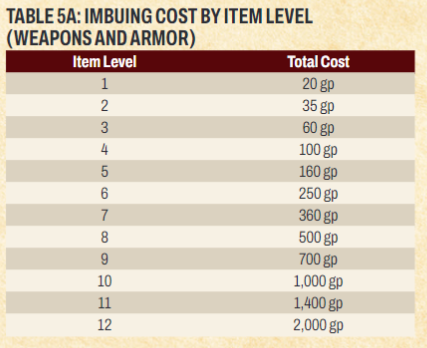 TABLE 5A: IMBUING COST BY ITEM LEVEL
(WEAPONS AND ARMOR)
Item Level Total Cost
1 20 gp
2 35 gp
3 60 gp
4 100 gp
5 160 gp
6 250 gp
7 360 gp
8 500 gp
9 700 gp
10 1,000 gp
11 1,400 gp
12 2,000 gp